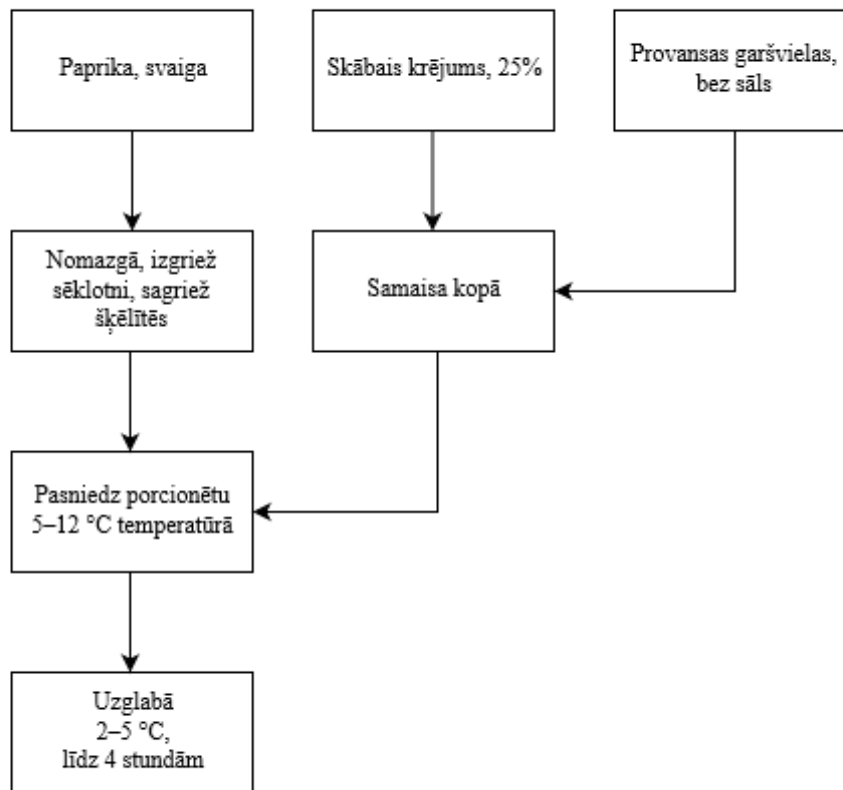 Paprika, svaiga
Skābais krējums, 25%
Provansas garšvielas,
bez sāls
Nomazgā, izgriež
sēklotni, sagriež
šķēlītēs
Samaisa kopā
Pasniedz porcionētu
5–12 °C temperatūrā
Uzglabā
2–5 °C,
līdz 4 stundām